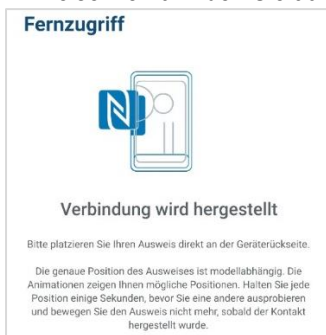 Fernzugriff
N
Verbindung wird hergestellt
Bitte platzieren Sie Ihren Ausweis direkt an der Geräterückseite.
Die genaue Position des Ausweises ist modellabhängig. Die
Animationen zeigen Ihnen mögliche Positionen. Halten Sie jede
Position einige Sekunden, bevor Sie eine andere ausprobieren
und bewegen Sie den Ausweis nicht mehr, sobald der Kontakt
hergestellt wurde.